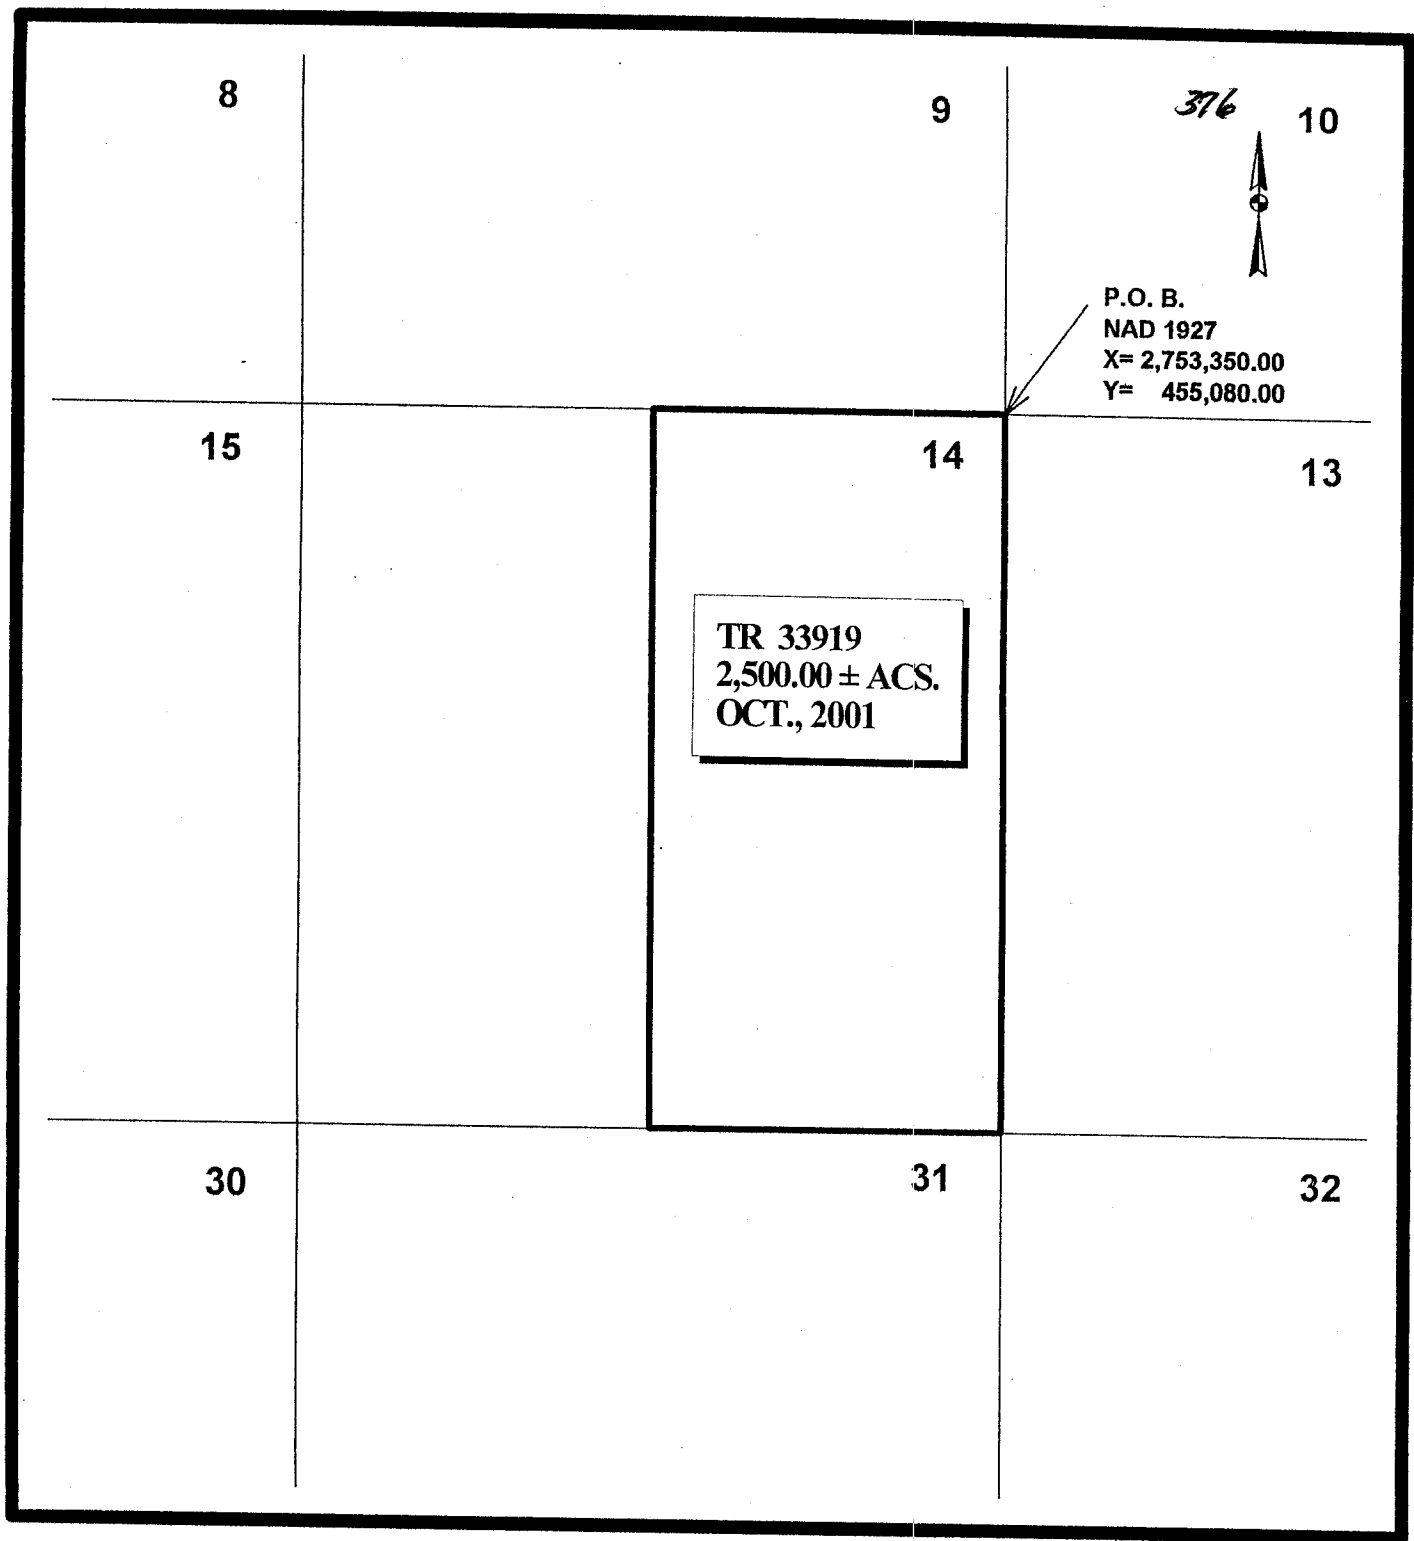 8
9
376
10
P.O. B.
NAD 1927
X= 2,753,350.00
Y= 455,080.00
15
14
13
TR 33919
2,500.00 ± ACS.
OCT., 2001
30
31
32